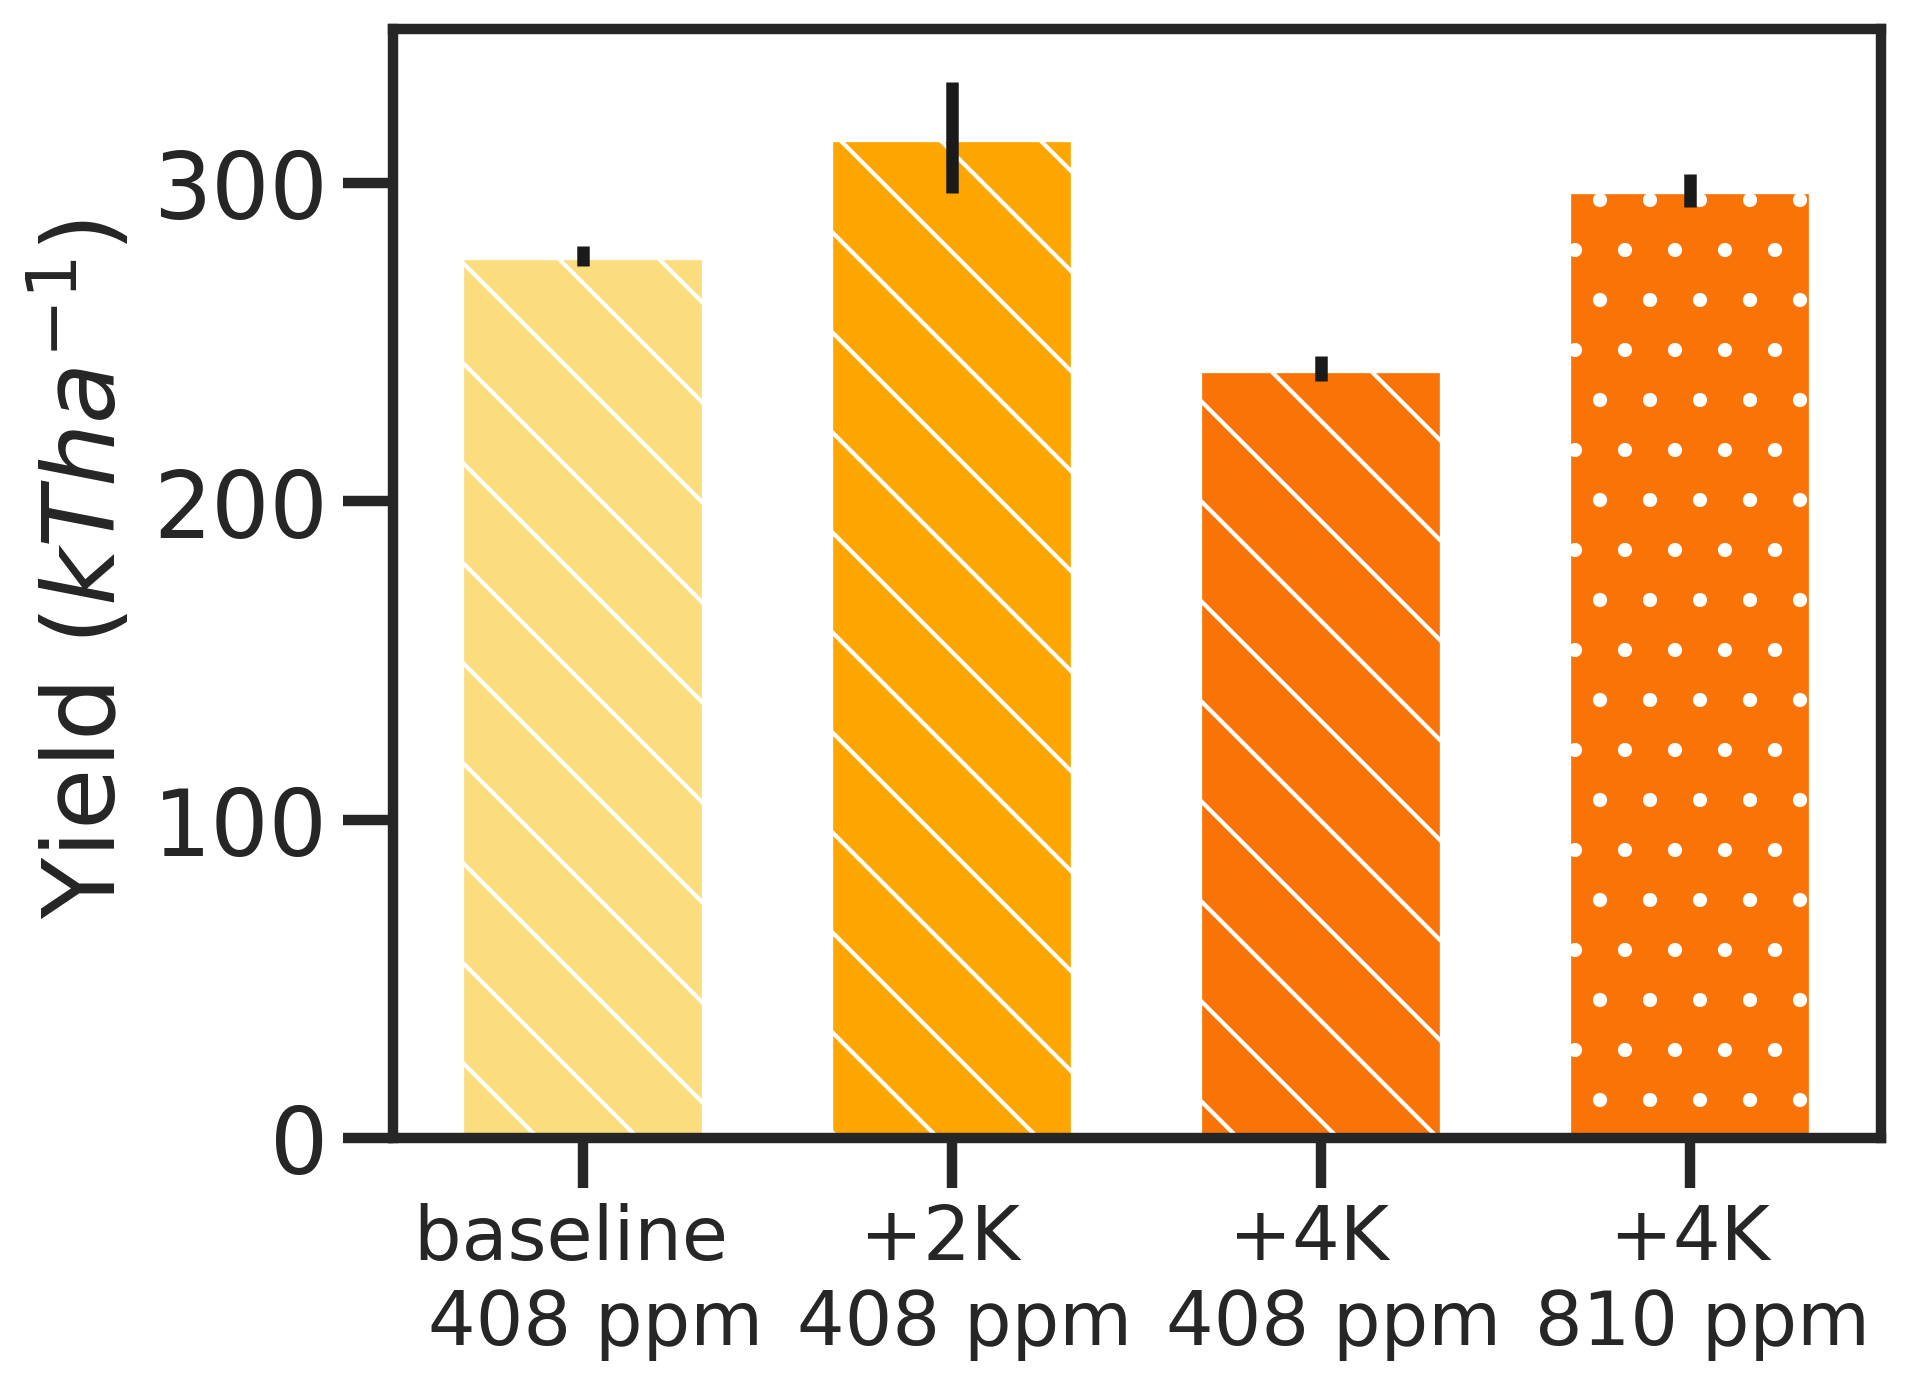 Yield (kTha⁻¹)
300
200
100
0
baseline +2K +4K +4K
408 ppm 408 ppm 408 ppm 810 ppm